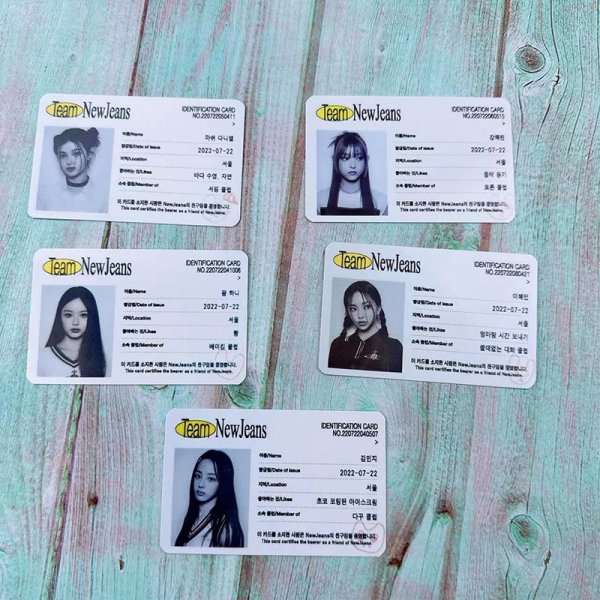 Team NewJeans
IDENTIFICATION CARD
NO.220722050411
>
이름/Name 마쉬 다니엘
발급일/Date of Issue 2022-07-22
지역/Location 서울
좋아하는 것/Likes 바다 수영, 자연
소속 클럽/Member of 서핑 클럽
이 카드를 소지한 사람은 NewJeans의 친구임을 증명합니다.
This card certifies the bearer as a friend of NewJeans.
Team NewJeans
IDENTIFICATION CARD
NO.220722060515
>
이름/Name 강해린
발급일/Date of Issue 2022-07-22
지역/Location 서울
좋아하는 것/Likes 음악 듣기
소속 클럽/Member of 토론 클럽
이 카드를 소지한 사람은 NewJeans의 친구임을 증명합니다.
This card certifies the bearer as a friend of NewJeans.
Team NewJeans
IDENTIFICATION CARD
NO.220722041006
>
이름/Name 팜 하니
발급일/Date of Issue 2022-07-22
지역/Location 서울
좋아하는 것/Likes
소속 클럽/Member of 베이킹 클럽
이 카드를 소지한 사람은 NewJeans의 친구임을 증명합니다.
This card certifies the bearer as a friend of NewJeans.
Team NewJeans
IDENTIFICATION CARD
NO.220722080421
>
이름/Name 이혜인
발급일/Date of Issue 2022-07-22
지역/Location 서울
좋아하는 것/Likes 엄마랑 시간 보내기
소속 클럽/Member of 쓸데없는 대화 클럽
이 카드를 소지한 사람은 NewJeans의 친구임을 증명합니다.
This card certifies the bearer as a friend of NewJeans.
Team NewJeans
IDENTIFICATION CARD
NO.220722040507
>
이름/Name 김민지
발급일/Date of Issue 2022-07-22
지역/Location 서울
좋아하는 것/Likes 초코 코팅된 아이스크림
소속 클럽/Member of 다꾸 클럽
이 카드를 소지한 사람은 NewJeans의 친구임을 증명합니다.
This card certifies the bearer as a friend of NewJeans.